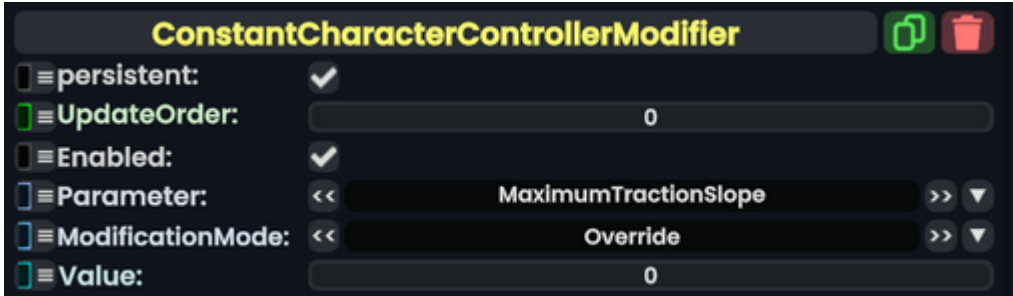 ConstantCharacterControllerModifier
persistent:
UpdateOrder: 0
Enabled:
Parameter: << MaximumTractionSlope >>
ModificationMode: << Override >>
Value: 0